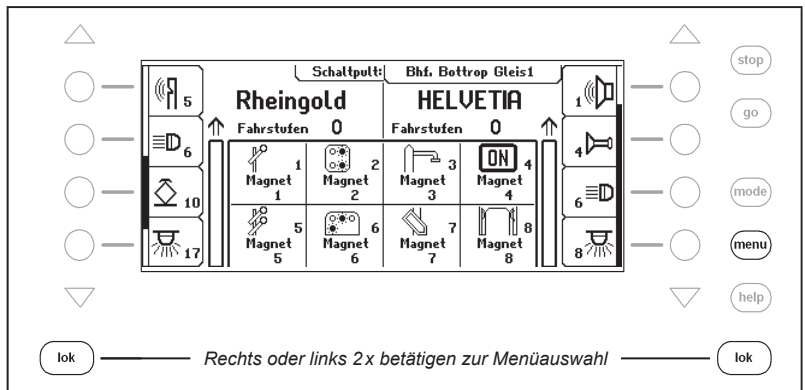 stop
Schaltpult: Bhf. Bottrop Gleis1
5 Rheingold HELVETIA 1
go
Fahrstufen 0 Fahrstufen 0
6 4
1 2 3 ON 4
Magnet Magnet Magnet Magnet
1 2 3 4
10 6
mode
5 6 7 8
Magnet Magnet Magnet Magnet
5 6 7 8
17 8
menu
help
lok Rechts oder links 2x betätigen zur Menüauswahl lok